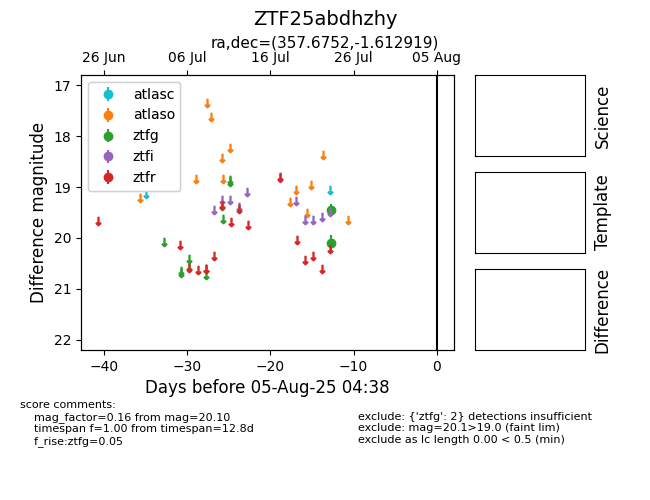 ZTF25abdhzhy
ra,dec=(357.6752,-1.612919)
26 Jun 06 Jul 16 Jul 26 Jul 05 Aug
17
18
19
20
21
22
Difference magnitude
atlasc
atlaso
ztfg
ztfi
ztfr
−40 −30 −20 −10 0
Days before 05-Aug-25 04:38
Science
Template
Difference
score comments:
mag_factor=0.16 from mag=20.10
timespan f=1.00 from timespan=12.8d
f_rise:ztfg=0.05
exclude: {'ztfg': 2} detections insufficient
exclude: mag=20.1>19.0 (faint lim)
exclude as lc length 0.00 < 0.5 (min)